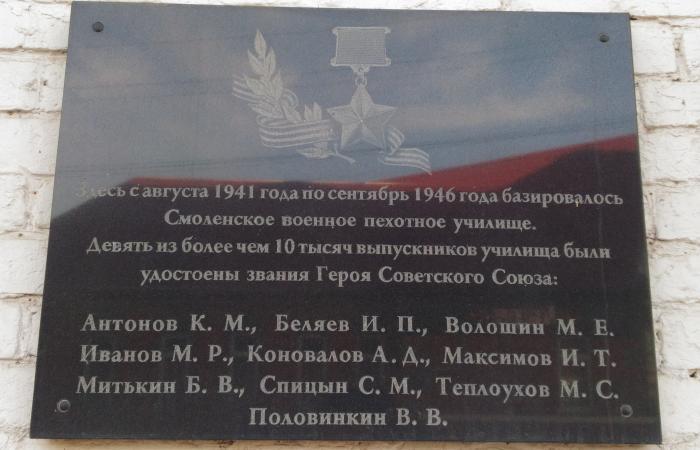 Здесь с августа 1941 года по сентябрь 1946 года базировалось
Смоленское военное пехотное училище.
Девять из более чем 10 тысяч выпускников училища были
удостоены звания Героя Советского Союза:
Антонов К. М., Беляев И. П., Волошин М. Е.
Иванов М. Р., Коновалов А. Д., Максимов И. Т.
Митькин Б. В., Спицын С. М., Теплоухов М. С.
Половинкин В. В.